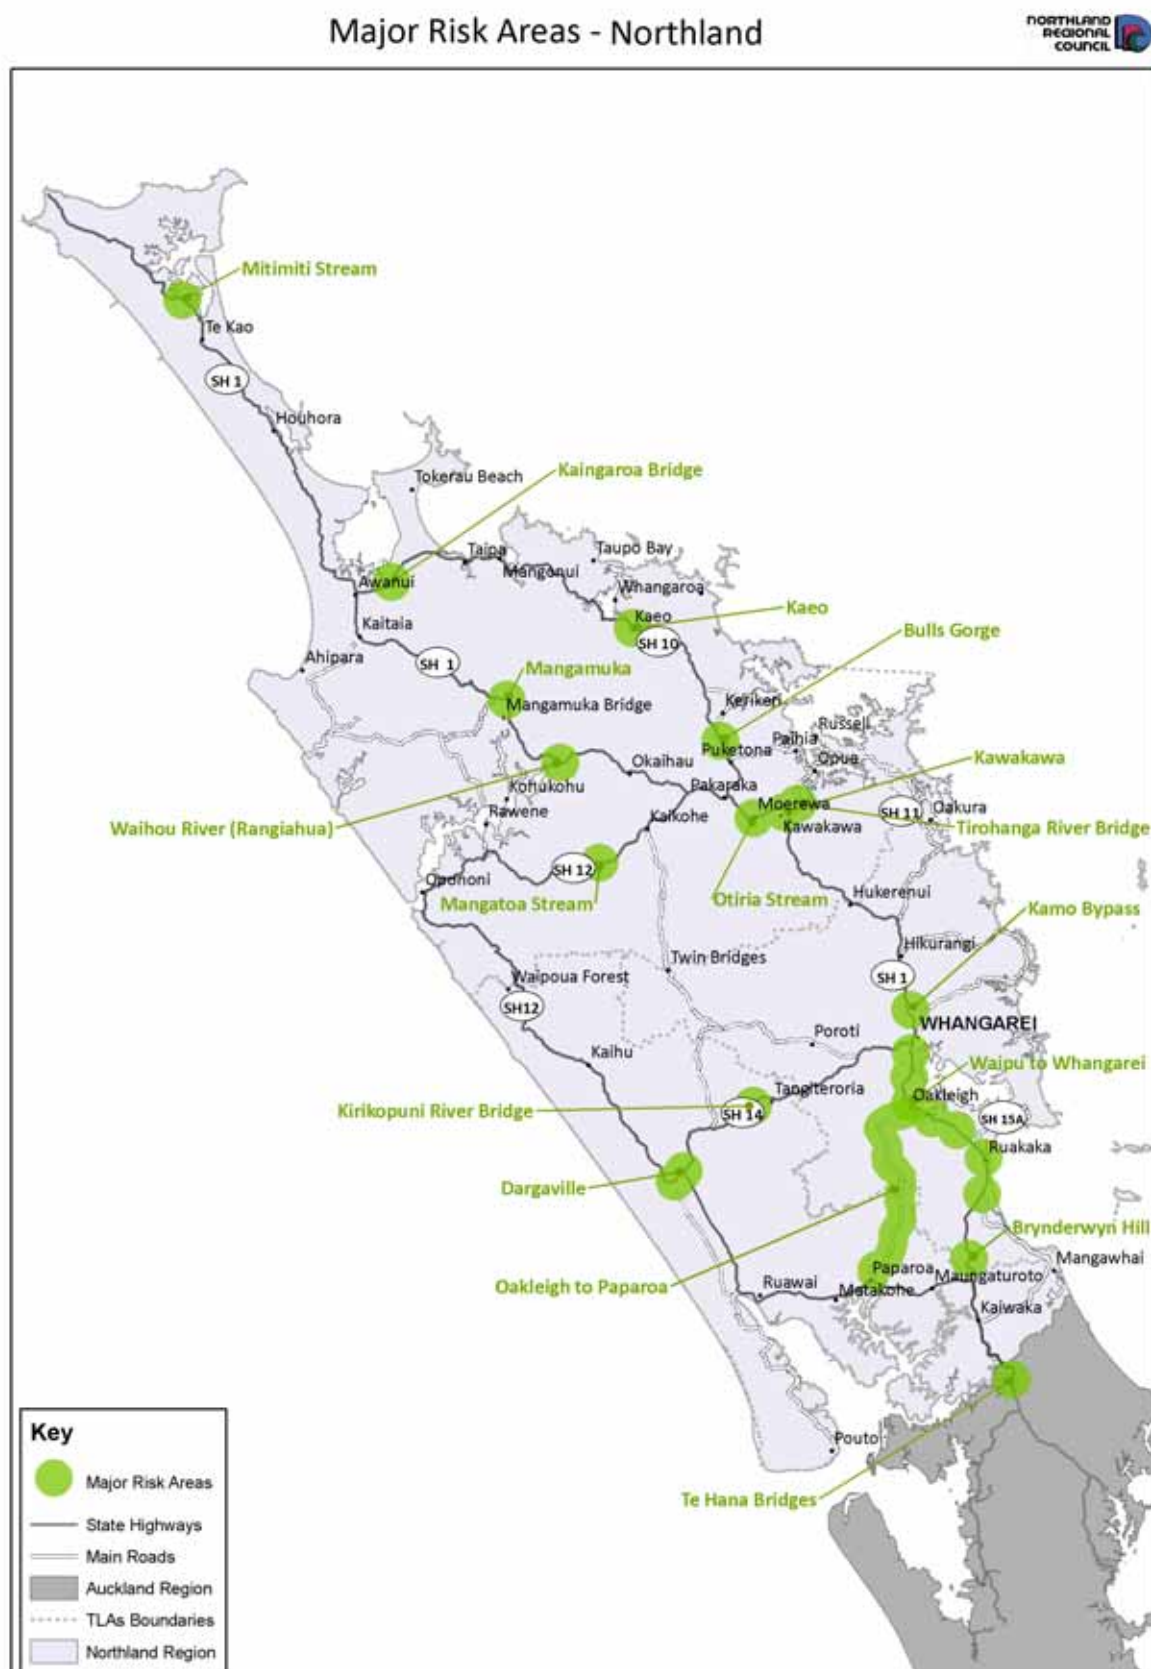 Major Risk Areas - Northland
NORTHLAND
REGIONAL
COUNCIL
Mitimiti Stream
Te Kao
SH 1
Houhora
Tokerau Beach
Kaingaroa Bridge
Taipa
Taupo Bay
Mangonui
Awanui
Whangaroa
Kaeo
Kaeo
Kaitaia
SH 10
Bulls Gorge
Ahipara
SH 1
Mangamuka
Mangamuka Bridge
Kerikeri
Russell
Paihia
Puketona
Opua
Okaihau
Kawakawa
Pakaraka
Kohukohu
Moerewa
SH 11
Oakura
Rawene
Kaikohe
Kawakawa
Waihou River (Rangiahua)
Tirohanga River Bridge
SH 12
Opononi
Mangatoa Stream
Otiria Stream
Hukerenui
Kamo Bypass
Hikurangi
Twin Bridges
SH 1
Waipoua Forest
SH12
WHANGAREI
Poroti
Kaihu
Waipu to Whangarei
Tangiteroria
Oakleigh
Kirikopuni River Bridge
SH 14
SH 15A
Ruakaka
Dargaville
Brynderwyn Hill
Mangawhai
Paparoa
Maungaturoto
Oakleigh to Paparoa
Ruawai
Matakohe
Kaiwaka
Pouto
Te Hana Bridges
Key
Major Risk Areas
State Highways
Main Roads
Auckland Region
TLAs Boundaries
Northland Region